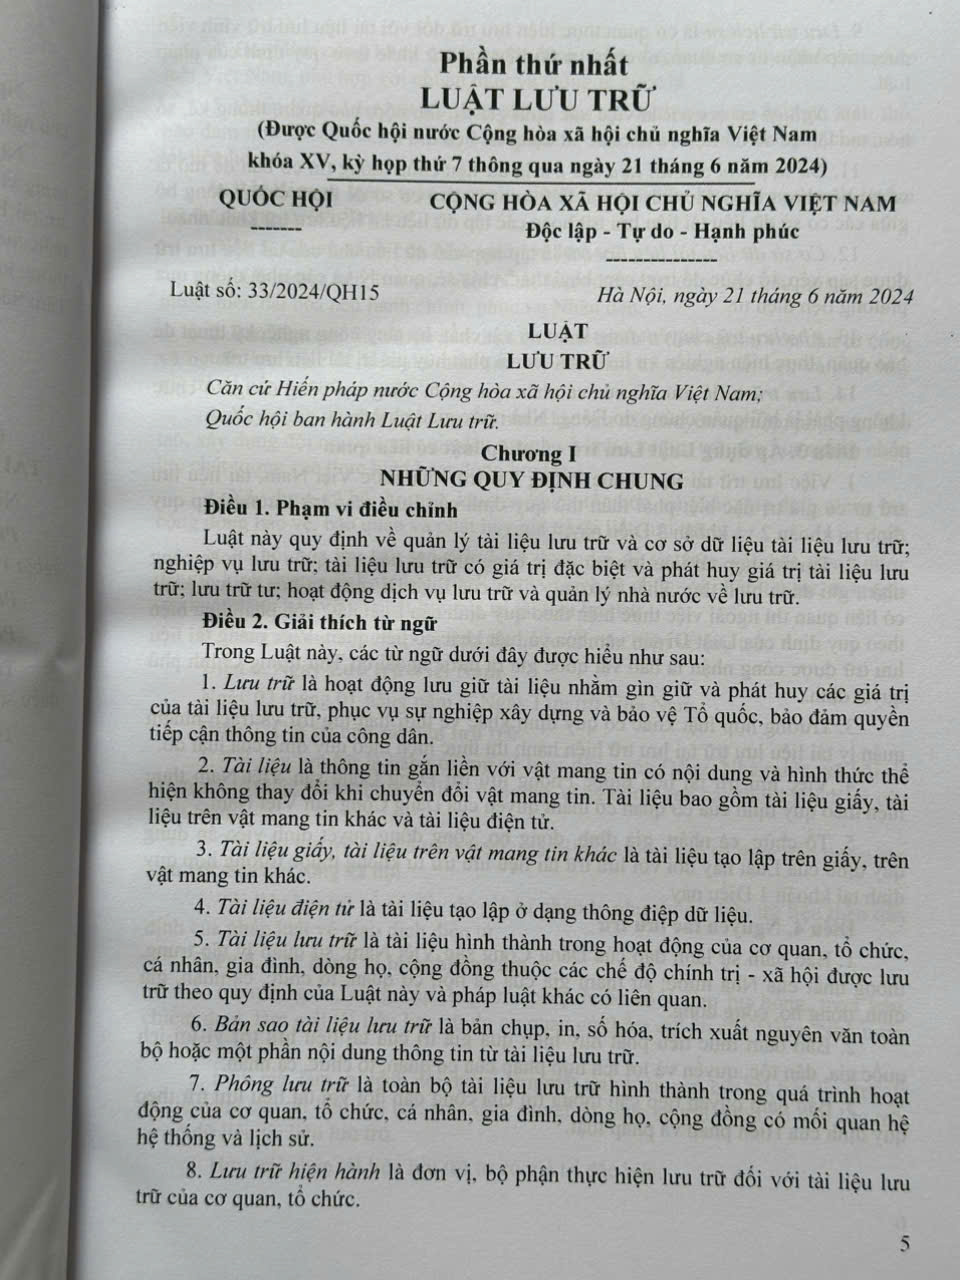 Phần thứ nhất
LUẬT LƯU TRỮ
(Được Quốc hội nước Cộng hòa xã hội chủ nghĩa Việt Nam
khóa XV, kỳ họp thứ 7 thông qua ngày 21 tháng 6 năm 2024)
QUỐC HỘI CỘNG HÒA XÃ HỘI CHỦ NGHĨA VIỆT NAM
------- Độc lập - Tự do - Hạnh phúc
---------------
Luật số: 33/2024/QH15 Hà Nội, ngày 21 tháng 6 năm 2024
LUẬT
LƯU TRỮ
Căn cứ Hiến pháp nước Cộng hòa xã hội chủ nghĩa Việt Nam;
Quốc hội ban hành Luật Lưu trữ.
Chương I
NHỮNG QUY ĐỊNH CHUNG
Điều 1. Phạm vi điều chỉnh
Luật này quy định về quản lý tài liệu lưu trữ và cơ sở dữ liệu tài liệu lưu trữ;
nghiệp vụ lưu trữ; tài liệu lưu trữ có giá trị đặc biệt và phát huy giá trị tài liệu lưu
trữ; lưu trữ tư; hoạt động dịch vụ lưu trữ và quản lý nhà nước về lưu trữ.
Điều 2. Giải thích từ ngữ
Trong Luật này, các từ ngữ dưới đây được hiểu như sau:
1. Lưu trữ là hoạt động lưu giữ tài liệu nhằm gìn giữ và phát huy các giá trị
của tài liệu lưu trữ, phục vụ sự nghiệp xây dựng và bảo vệ Tổ quốc, bảo đảm quyền
tiếp cận thông tin của công dân.
2. Tài liệu là thông tin gắn liền với vật mang tin có nội dung và hình thức thể
hiện không thay đổi khi chuyển đổi vật mang tin. Tài liệu bao gồm tài liệu giấy, tài
liệu trên vật mang tin khác và tài liệu điện tử.
3. Tài liệu giấy, tài liệu trên vật mang tin khác là tài liệu tạo lập trên giấy, trên
vật mang tin khác.
4. Tài liệu điện tử là tài liệu tạo lập ở dạng thông điệp dữ liệu.
5. Tài liệu lưu trữ là tài liệu hình thành trong hoạt động của cơ quan, tổ chức,
cá nhân, gia đình, dòng họ, cộng đồng thuộc các chế độ chính trị - xã hội được lưu
trữ theo quy định của Luật này và pháp luật khác có liên quan.
6. Bản sao tài liệu lưu trữ là bản chụp, in, số hóa, trích xuất nguyên văn toàn
bộ hoặc một phần nội dung thông tin từ tài liệu lưu trữ.
7. Phông lưu trữ là toàn bộ tài liệu lưu trữ hình thành trong quá trình hoạt
động của cơ quan, tổ chức, cá nhân, gia đình, dòng họ, cộng đồng có mối quan hệ
hệ thống và lịch sử.
8. Lưu trữ hiện hành là đơn vị, bộ phận thực hiện lưu trữ đối với tài liệu lưu
trữ của cơ quan, tổ chức.
5